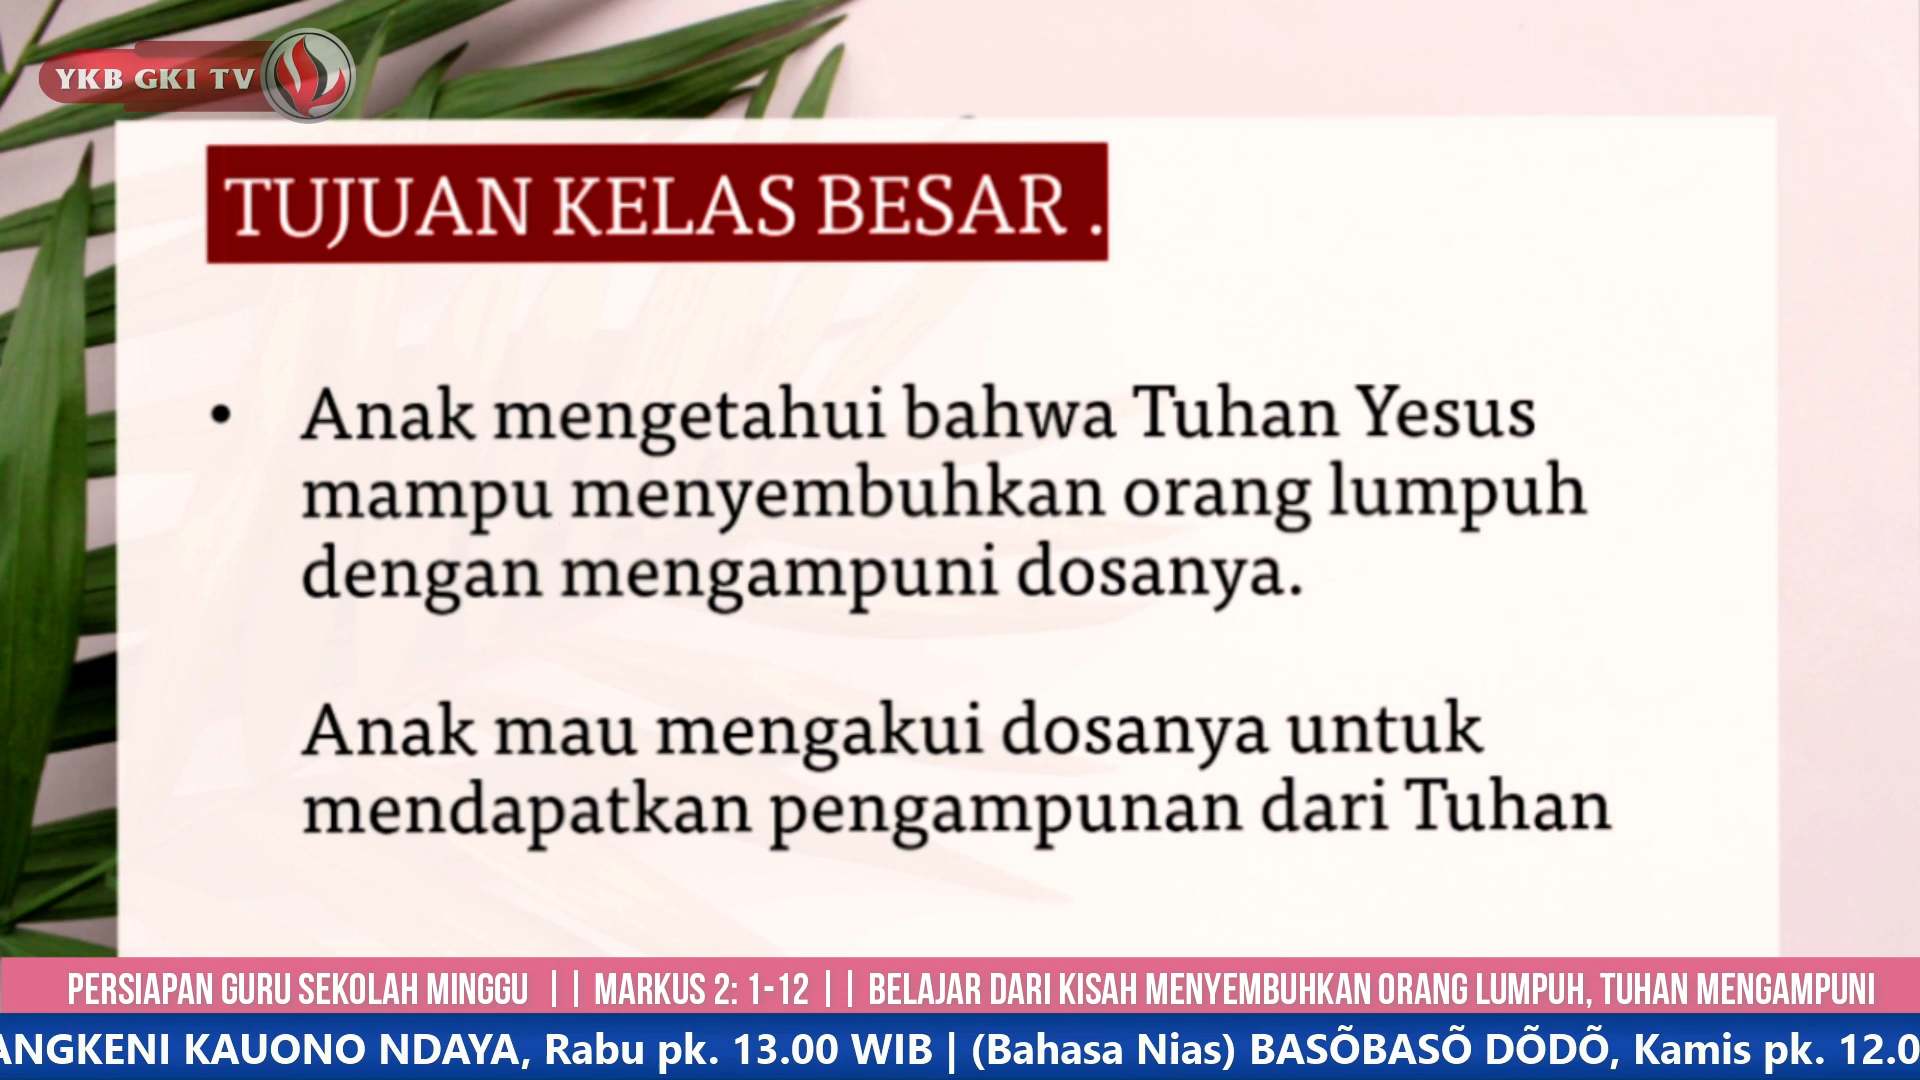 YKB GKI TV
TUJUAN KELAS BESAR .
• Anak mengetahui bahwa Tuhan Yesus
mampu menyembuhkan orang lumpuh
dengan mengampuni dosanya.
Anak mau mengakui dosanya untuk
mendapatkan pengampunan dari Tuhan
PERSIAPAN GURU SEKOLAH MINGGU || MARKUS 2: 1-12 || BELAJAR DARI KISAH MENYEMBUHKAN ORANG LUMPUH, TUHAN MENGAMPUNI
ANGKENI KAUONO NDAYA, Rabu pk. 13.00 WIB | (Bahasa Nias) BASÕBASÕ DÕDÕ, Kamis pk. 12.0